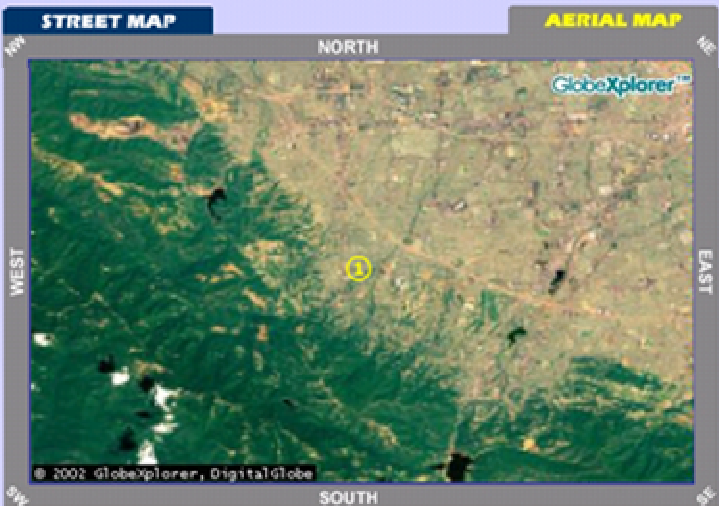 STREET MAP
AERIAL MAP
NW
NORTH
NE
GlobeXplorer™
WEST
1
EAST
© 2002 GlobeXplorer, DigitalGlobe
SW
SOUTH
SE